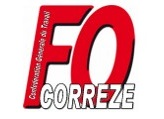 Confédération Générale du Travail
FO
CORREZE